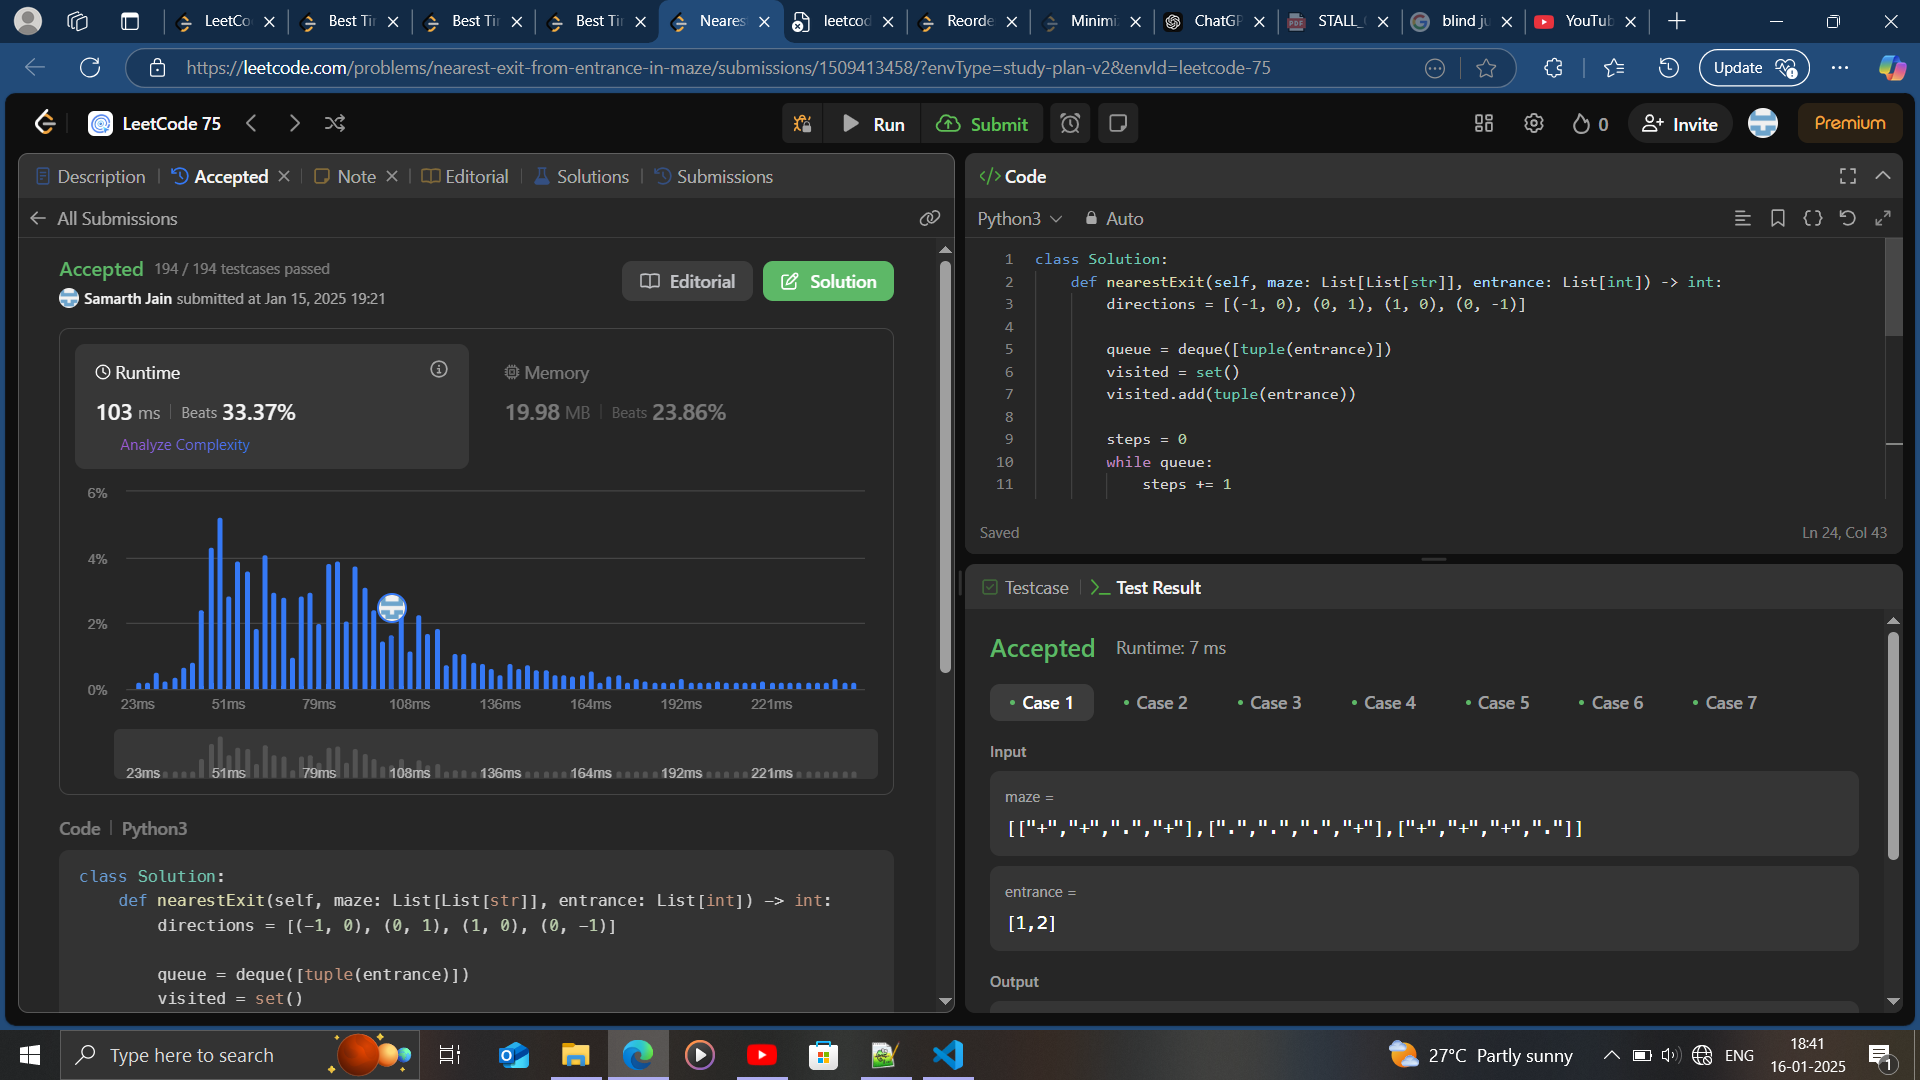 LeetCo
Best Ti
Best Ti
Best Ti
Neares
leetcod
Reorde
Minimi
ChatGP
STALL_
blind ju
YouTub
https://leetcode.com/problems/nearest-exit-from-entrance-in-maze/submissions/1509413458/?envType=study-plan-v2&envId=leetcode-75
Update
LeetCode 75
Run
Submit
0
Invite
Premium
Description
Accepted
Note
Editorial
Solutions
Submissions
All Submissions
Accepted 194 / 194 testcases passed
Samarth Jain submitted at Jan 15, 2025 19:21
Editorial
Solution
Runtime
103 ms | Beats 33.37%
Analyze Complexity
Memory
19.98 MB | Beats 23.86%
6%
4%
2%
0%
23ms 51ms 79ms 108ms 136ms 164ms 192ms 221ms
23ms 51ms 79ms 108ms 136ms 164ms 192ms 221ms
Code | Python3
class Solution:
    def nearestExit(self, maze: List[List[str]], entrance: List[int]) -> int:
        directions = [(-1, 0), (0, 1), (1, 0), (0, -1)]
        queue = deque([tuple(entrance)])
        visited = set()
</> Code
Python3
Auto
1 class Solution:
2     def nearestExit(self, maze: List[List[str]], entrance: List[int]) -> int:
3         directions = [(-1, 0), (0, 1), (1, 0), (0, -1)]
4
5         queue = deque([tuple(entrance)])
6         visited = set()
7         visited.add(tuple(entrance))
8
9         steps = 0
10         while queue:
11             steps += 1
Saved
Ln 24, Col 43
Testcase
Test Result
Accepted Runtime: 7 ms
Case 1
Case 2
Case 3
Case 4
Case 5
Case 6
Case 7
Input
maze =
[["+","+",".","+"],[".",".",".","+"],["+","+","+","."]]
entrance =
[1,2]
Output
Type here to search
27°C Partly sunny
ENG
18:41
16-01-2025
1